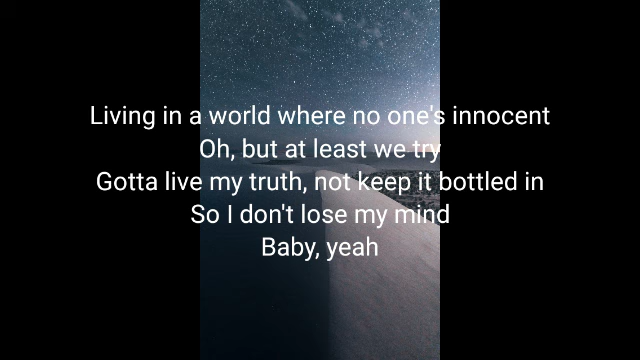 Living in a world where no one's innocent
Oh, but at least we try
Gotta live my truth, not keep it bottled in
So I don't lose my mind
Baby, yeah